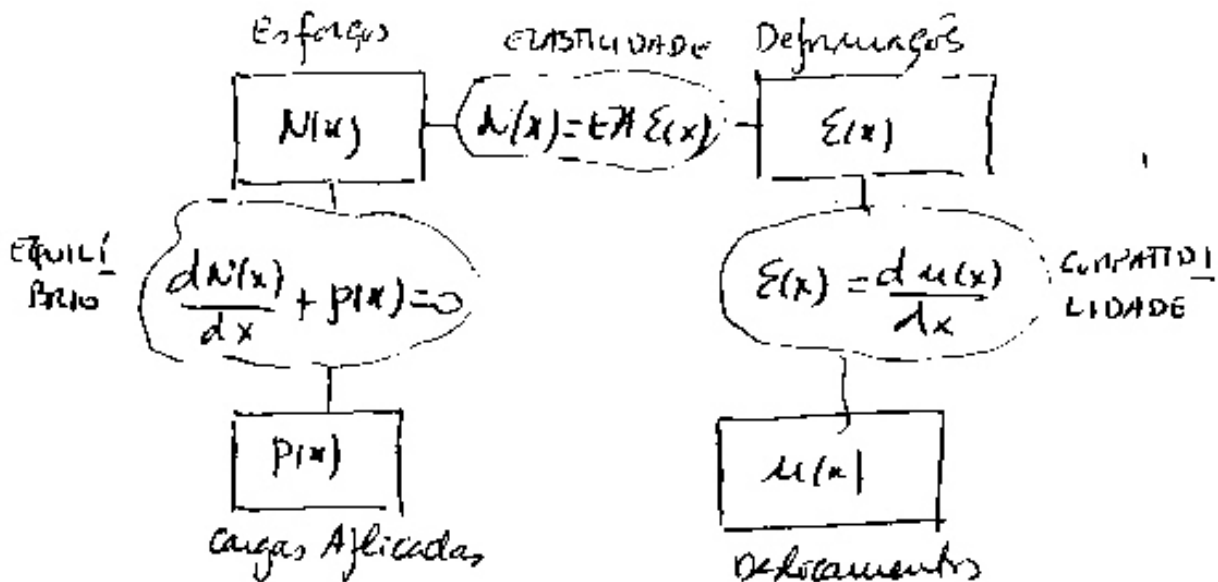 Esforços ELASTICIDADE Deformações
N(x) N(x)=EA ε(x) ε(x)
EQUILÍ
BRIO
dN(x)/dx + p(x)=0
ε(x) = du(x)/dx
COMPATIBI
LIDADE
p(x) u(x)
Cargas Aplicadas Deslocamentos